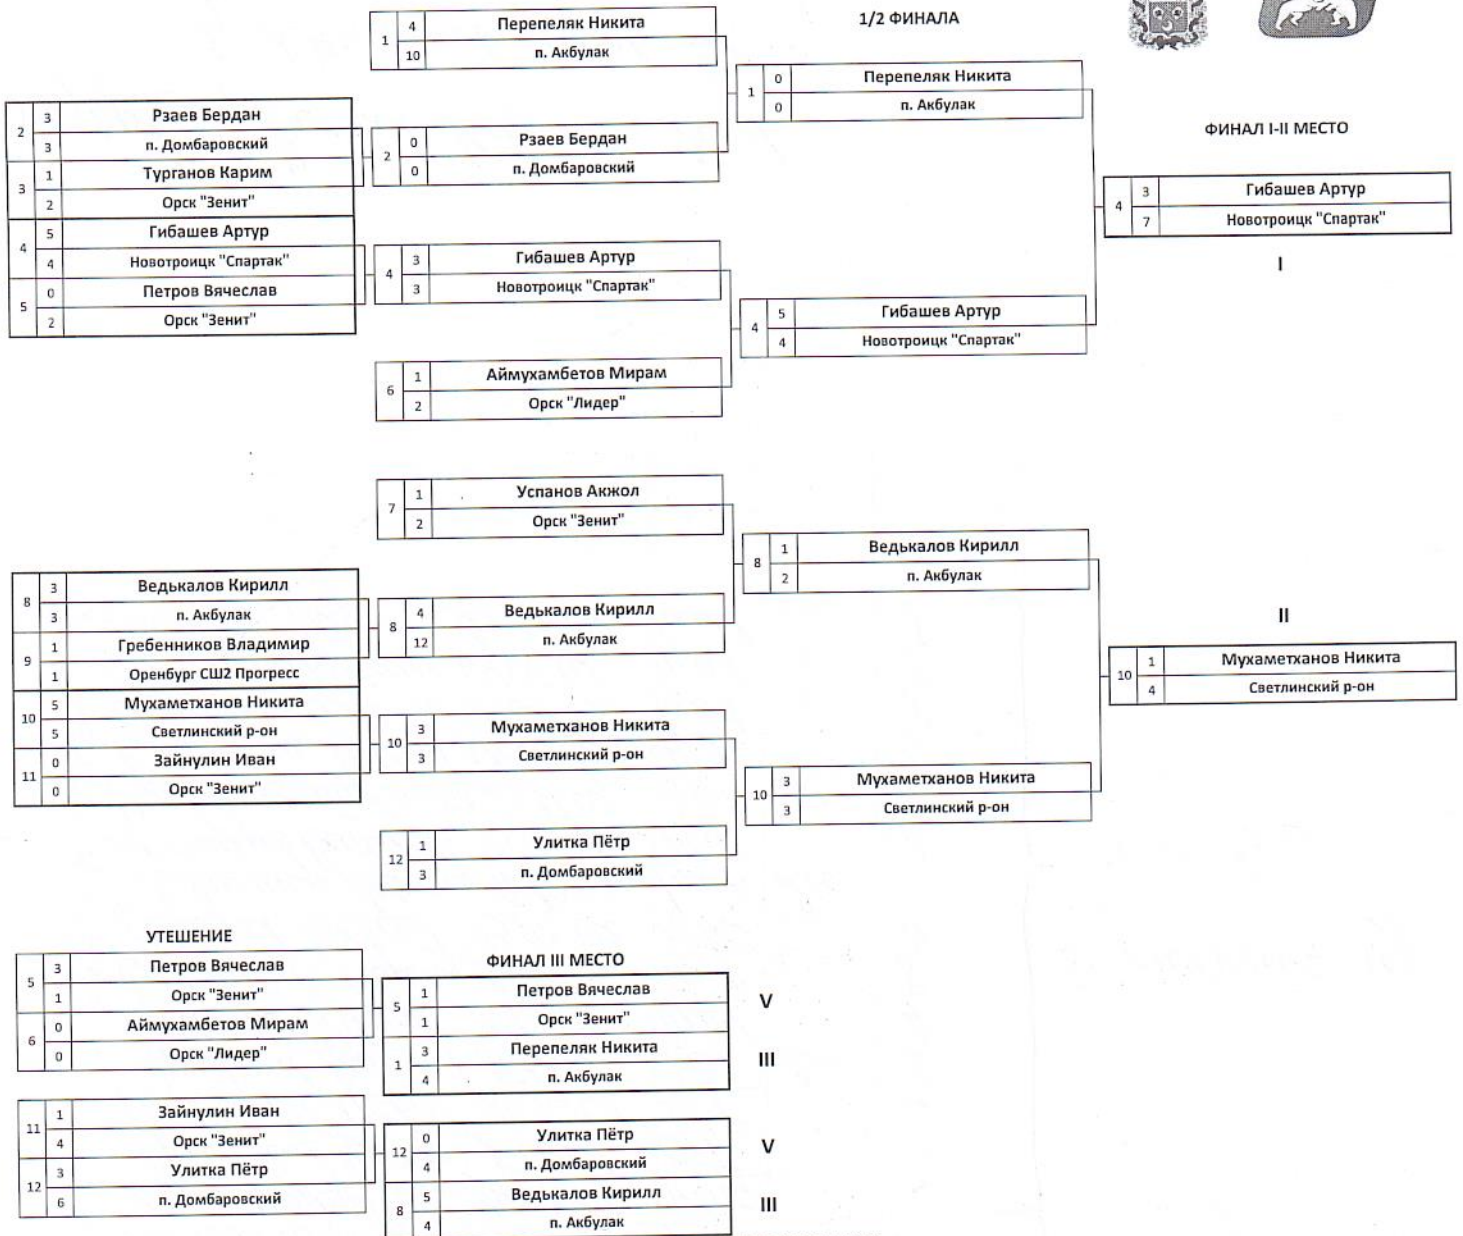 1/2 ФИНАЛА
ФИНАЛ I-II МЕСТО
2 3 Рзаев Бердан
3 п. Домбаровский
3 1 Турганов Карим
2 Орск "Зенит"
4 5 Гибашев Артур
4 Новотроицк "Спартак"
5 0 Петров Вячеслав
2 Орск "Зенит"
8 3 Ведькалов Кирилл
3 п. Акбулак
9 1 Гребенников Владимир
1 Оренбург СШ2 Прогресс
10 5 Мухаметханов Никита
5 Светлинский р-он
11 0 Зайнулин Иван
0 Орск "Зенит"
1 4 Перепеляк Никита
10 п. Акбулак
2 0 Рзаев Бердан
0 п. Домбаровский
4 3 Гибашев Артур
3 Новотроицк "Спартак"
6 1 Аймухамбетов Мирам
2 Орск "Лидер"
7 1 Успанов Акжол
2 Орск "Зенит"
8 4 Ведькалов Кирилл
12 п. Акбулак
10 3 Мухаметханов Никита
3 Светлинский р-он
12 1 Улитка Пётр
3 п. Домбаровский
1 0 Перепеляк Никита
0 п. Акбулак
4 5 Гибашев Артур
4 Новотроицк "Спартак"
8 1 Ведькалов Кирилл
2 п. Акбулак
10 3 Мухаметханов Никита
3 Светлинский р-он
4 3 Гибашев Артур
7 Новотроицк "Спартак"
I
II
10 1 Мухаметханов Никита
4 Светлинский р-он
УТЕШЕНИЕ
5 3 Петров Вячеслав
1 Орск "Зенит"
6 0 Аймухамбетов Мирам
0 Орск "Лидер"
11 1 Зайнулин Иван
4 Орск "Зенит"
12 3 Улитка Пётр
6 п. Домбаровский
ФИНАЛ III МЕСТО
5 1 Петров Вячеслав V
1 Орск "Зенит"
1 3 Перепеляк Никита III
4 п. Акбулак
12 0 Улитка Пётр V
4 п. Домбаровский
8 5 Ведькалов Кирилл III
4 п. Акбулак